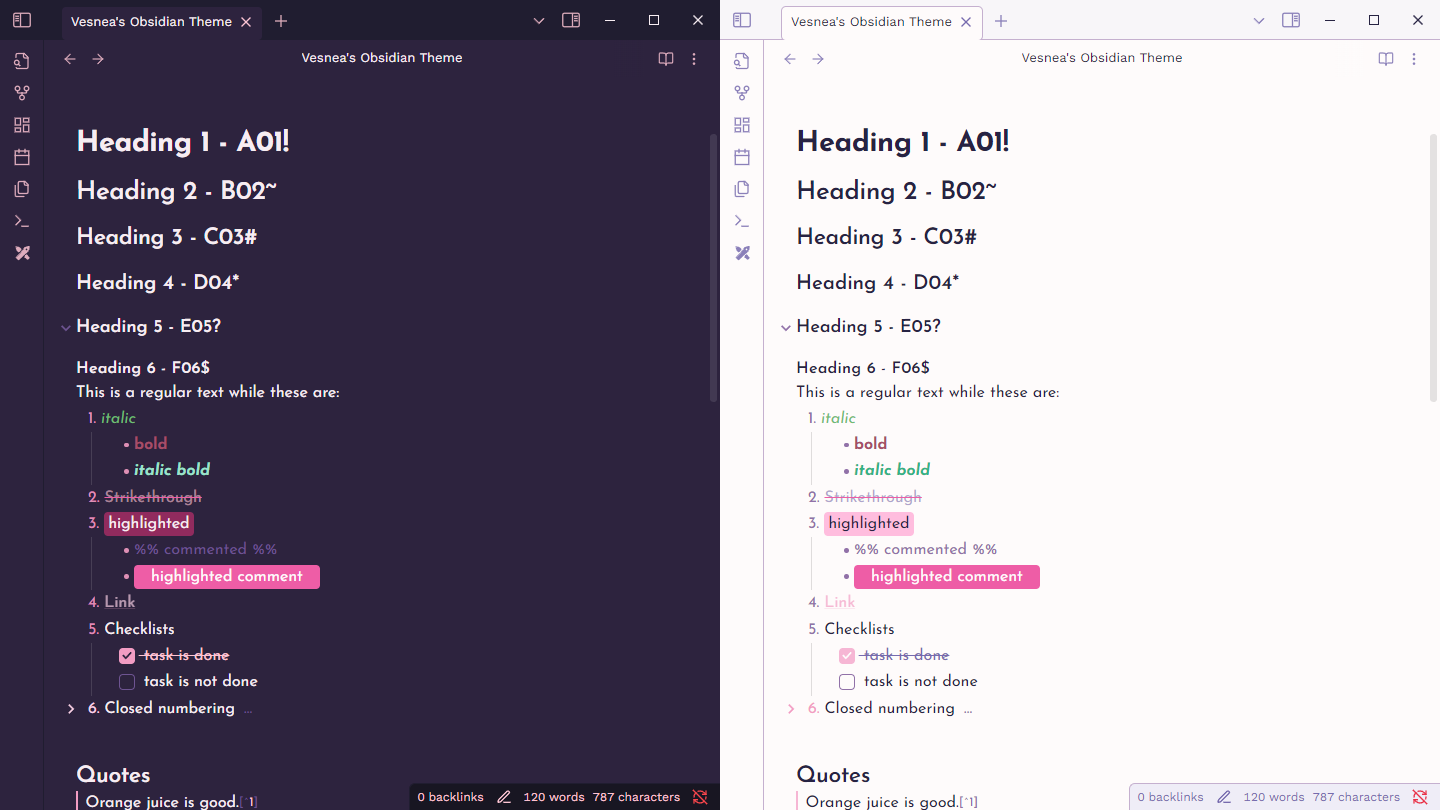 Vesnea's Obsidian Theme
Vesnea's Obsidian Theme
Heading 1 - A01!
Heading 2 - B02~
Heading 3 - C03#
Heading 4 - D04*
Heading 5 - E05?
Heading 6 - F06$
This is a regular text while these are:
1. italic
• bold
• italic bold
2. Strikethrough
3. highlighted
• %% commented %%
• highlighted comment
4. Link
5. Checklists
task is done
task is not done
6. Closed numbering ...
Quotes
Orange juice is good.[^1]
0 backlinks 120 words 787 characters
Vesnea's Obsidian Theme
Vesnea's Obsidian Theme
Heading 1 - A01!
Heading 2 - B02~
Heading 3 - C03#
Heading 4 - D04*
Heading 5 - E05?
Heading 6 - F06$
This is a regular text while these are:
1. italic
• bold
• italic bold
2. Strikethrough
3. highlighted
• %% commented %%
• highlighted comment
4. Link
5. Checklists
task is done
task is not done
6. Closed numbering ...
Quotes
Orange juice is good.[^1]
0 backlinks 120 words 787 characters